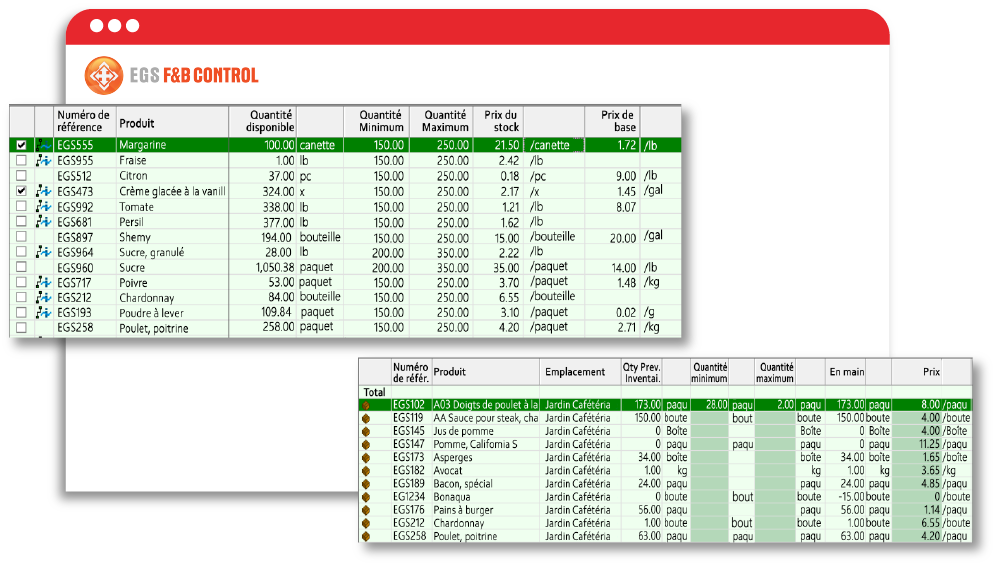 EGS F&B CONTROL
Numéro de référence Produit Quantité disponible Quantité Minimum Quantité Maximum Prix du stock Prix de base
EGS555 Margarine 100.00 canette 150.00 250.00 21.50 /canette 1.72 /lb
EGS955 Fraise 1.00 lb 150.00 250.00 2.42 /lb
EGS512 Citron 37.00 pc 150.00 250.00 0.18 /pc 9.00 /lb
EGS473 Crème glacée à la vanill 324.00 x 150.00 250.00 2.17 /x 1.45 /gal
EGS992 Tomate 338.00 lb 150.00 250.00 1.21 /lb 8.07
EGS681 Persil 377.00 lb 150.00 250.00 1.62 /lb
EGS897 Shemy 194.00 bouteille 150.00 250.00 15.00 /bouteille 20.00 /gal
EGS964 Sucre, granulé 28.00 lb 200.00 350.00 2.22 /lb
EGS960 Sucre 1,050.38 paquet 200.00 350.00 35.00 /paquet 14.00 /lb
EGS717 Poivre 53.00 paquet 150.00 250.00 3.70 /paquet 1.48 /kg
EGS212 Chardonnay 84.00 bouteille 150.00 250.00 6.55 /bouteille
EGS193 Poudre à lever 109.84 paquet 150.00 250.00 3.10 /paquet 0.02 /g
EGS258 Poulet, poitrine 258.00 paquet 150.00 250.00 4.20 /paquet 2.71 /kg
Numéro de référ. Produit Emplacement Qty Prev. Inventai. Quantité minimum Quantité maximum En main Prix
Total
EGS102 A03 Doigts de poulet à la Jardin Cafétéria 173.00 paqu 28.00 paqu 2.00 paqu 173.00 paqu 8.00 /paqu
EGS119 AA Sauce pour steak, cha Jardin Cafétéria 150.00 boute bout boute 150.00 boute 4.00 /boute
EGS145 Jus de pomme Jardin Cafétéria 0 Boîte Boîte 0 Boîte 4.00 /Boîte
EGS147 Pomme, California S Jardin Cafétéria 0 paqu paqu paqu 0 paqu 11.25 /paqu
EGS173 Asperges Jardin Cafétéria 34.00 boîte boîte 34.00 boîte 1.65 /boîte
EGS182 Avocat Jardin Cafétéria 1.00 kg kg 1.00 kg 3.65 /kg
EGS189 Bacon, spécial Jardin Cafétéria 24.00 paqu paqu 24.00 paqu 4.85 /paqu
EG1234 Bonaqua Jardin Cafétéria 0 boute bout boute -15.00 boute 0 /boute
EGS176 Pains à burger Jardin Cafétéria 56.00 paqu paqu 56.00 paqu 1.14 /paqu
EGS212 Chardonnay Jardin Cafétéria 1.00 boute bout boute 1.00 boute 6.55 /boute
EGS258 Poulet, poitrine Jardin Cafétéria 63.00 paqu paqu paqu 63.00 paqu 4.20 /paqu